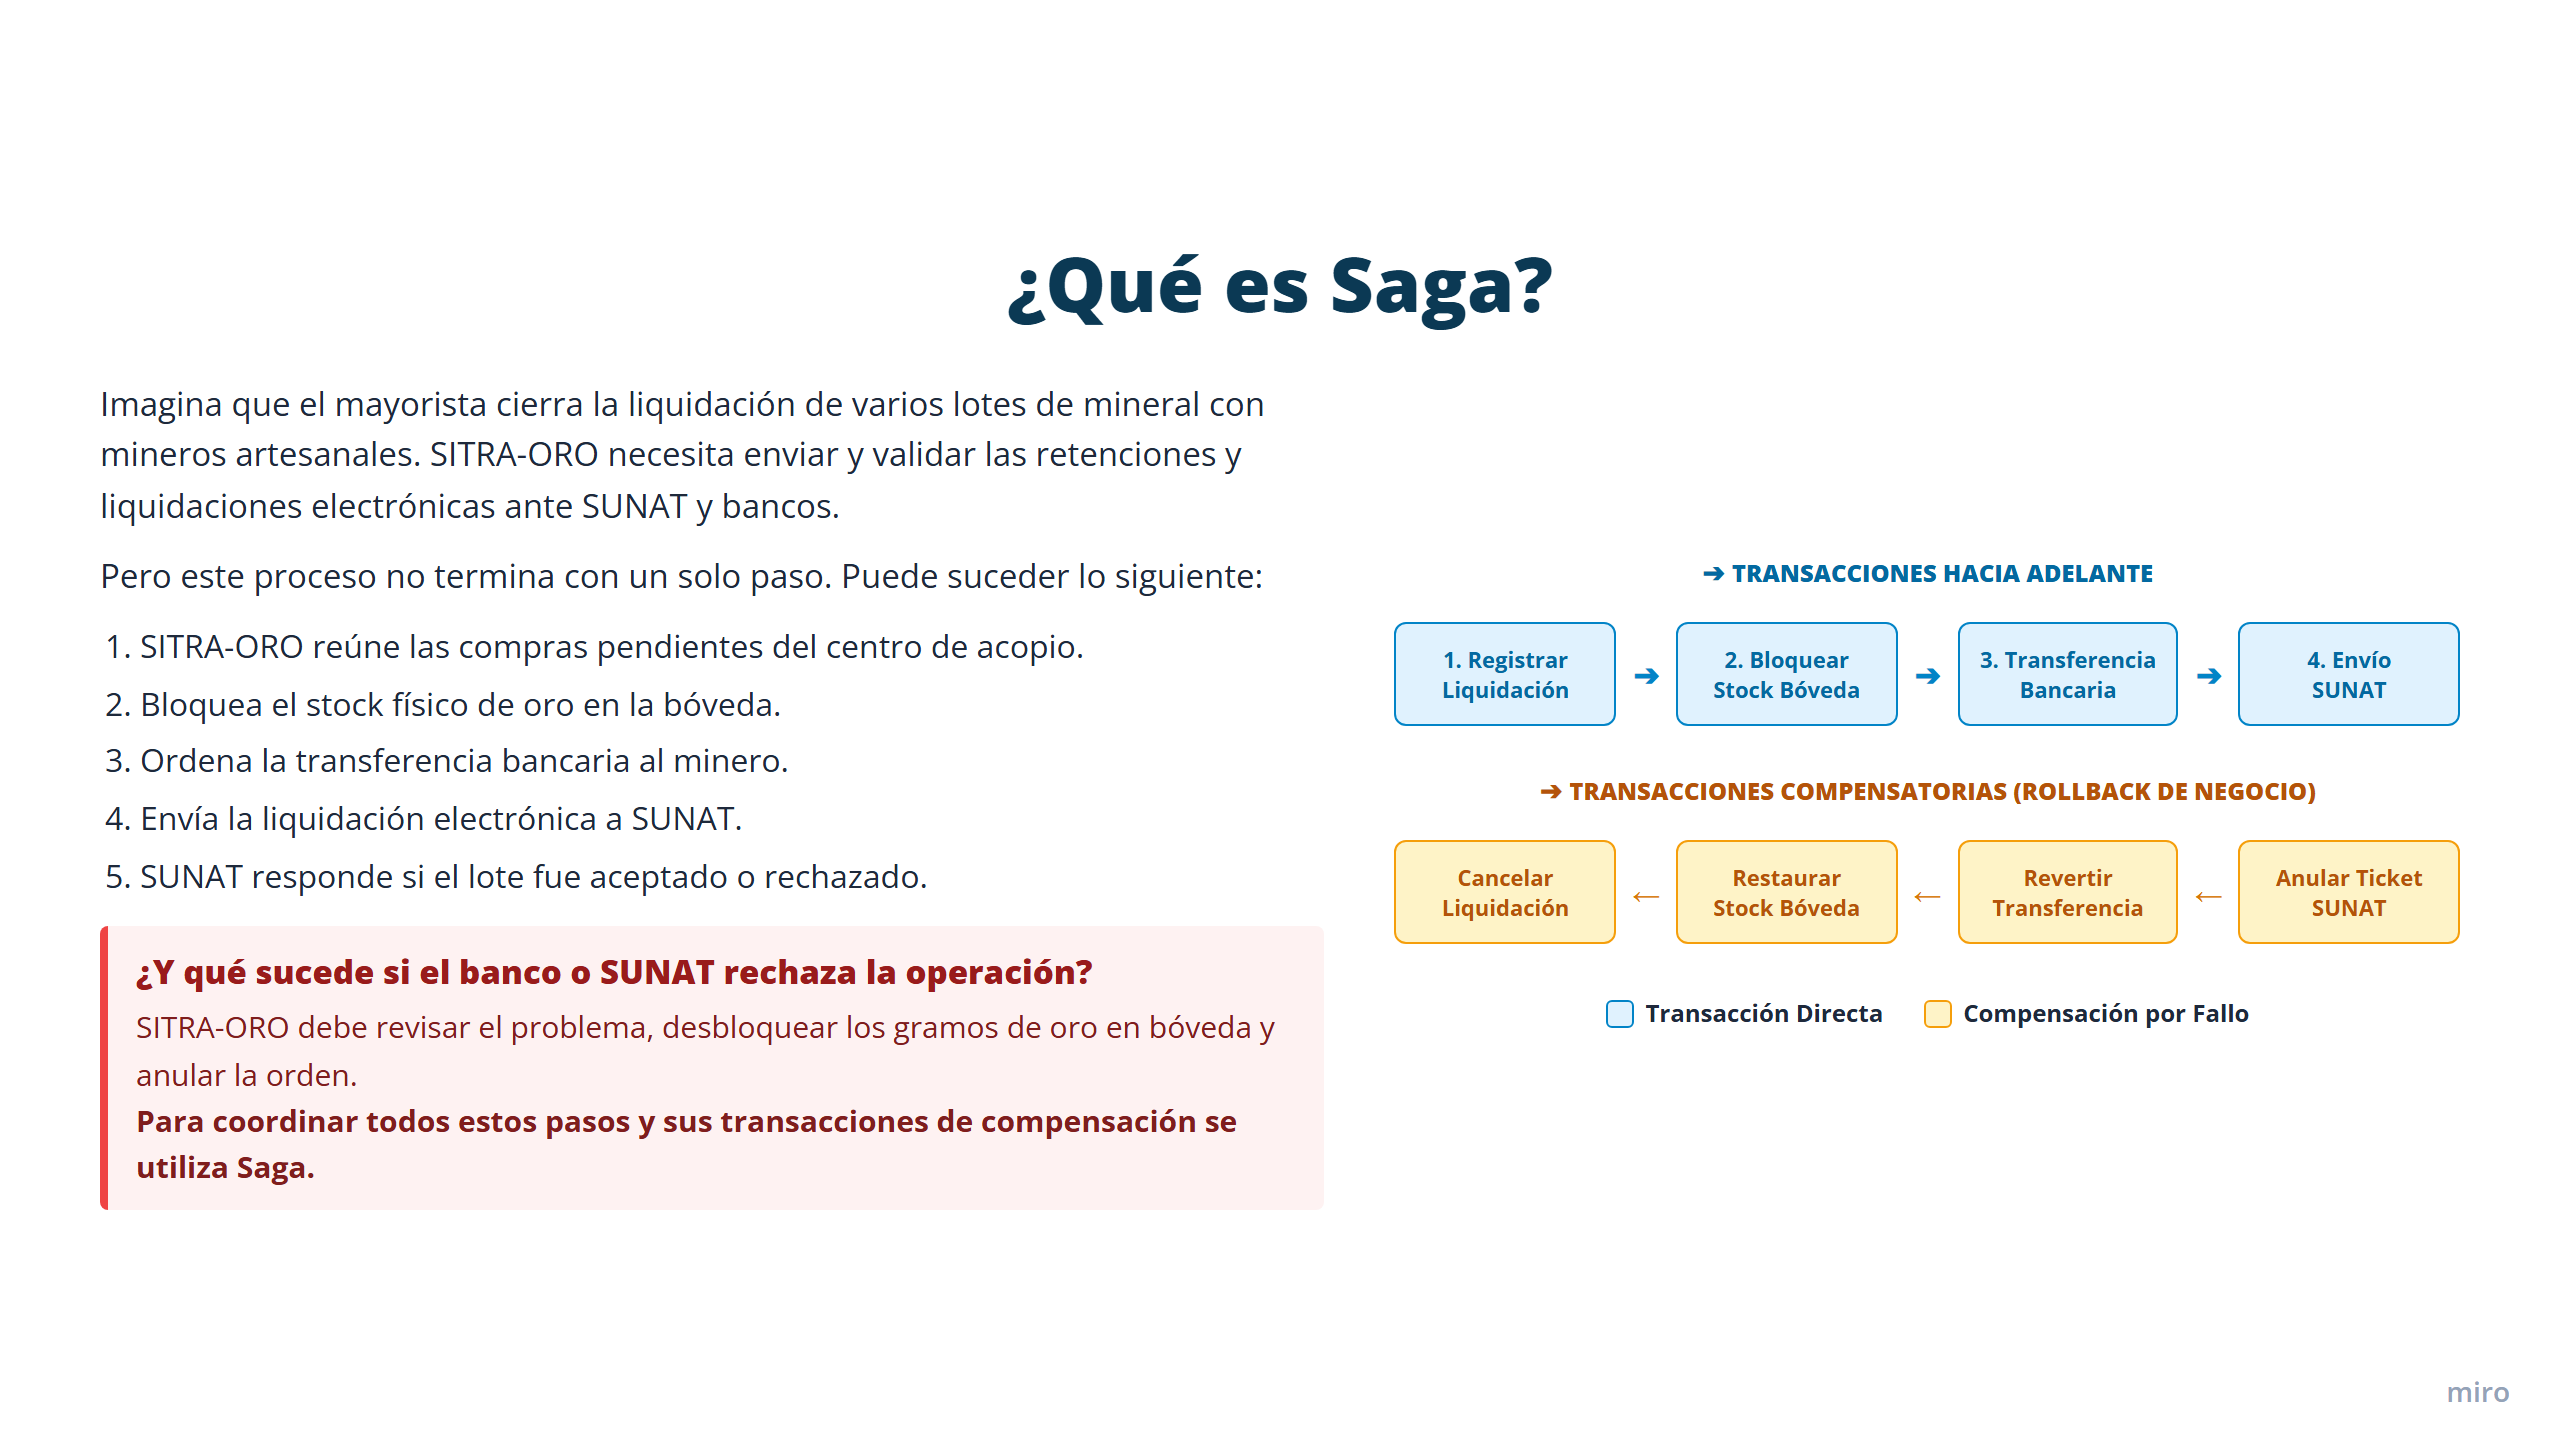 ¿Qué es Saga?
Imagina que el mayorista cierra la liquidación de varios lotes de mineral con
mineros artesanales. SITRA-ORO necesita enviar y validar las retenciones y
liquidaciones electrónicas ante SUNAT y bancos.
Pero este proceso no termina con un solo paso. Puede suceder lo siguiente:
1. SITRA-ORO reúne las compras pendientes del centro de acopio.
2. Bloquea el stock físico de oro en la bóveda.
3. Ordena la transferencia bancaria al minero.
4. Envía la liquidación electrónica a SUNAT.
5. SUNAT responde si el lote fue aceptado o rechazado.
¿Y qué sucede si el banco o SUNAT rechaza la operación?
SITRA-ORO debe revisar el problema, desbloquear los gramos de oro en bóveda y
anular la orden.
Para coordinar todos estos pasos y sus transacciones de compensación se
utiliza Saga.
➔ TRANSACCIONES HACIA ADELANTE
1. Registrar
Liquidación
➔
2. Bloquear
Stock Bóveda
➔
3. Transferencia
Bancaria
➔
4. Envío
SUNAT
➔ TRANSACCIONES COMPENSATORIAS (ROLLBACK DE NEGOCIO)
Cancelar
Liquidación
←
Restaurar
Stock Bóveda
←
Revertir
Transferencia
←
Anular Ticket
SUNAT
Transacción Directa
Compensación por Fallo
miro